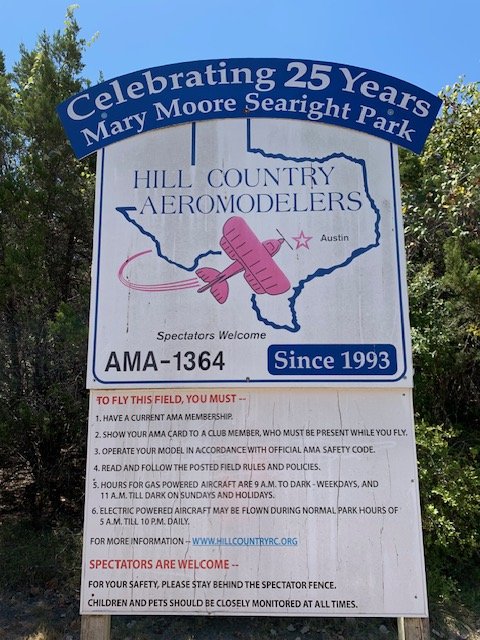 Celebrating 25 Years
Mary Moore Searight Park
HILL COUNTRY
AEROMODELERS
Austin
Spectators Welcome
AMA-1364
Since 1993
TO FLY THIS FIELD, YOU MUST --
1. HAVE A CURRENT AMA MEMBERSHIP.
2. SHOW YOUR AMA CARD TO A CLUB MEMBER, WHO MUST BE PRESENT WHILE YOU FLY.
3. OPERATE YOUR MODEL IN ACCORDANCE WITH OFFICIAL AMA SAFETY CODE.
4. READ AND FOLLOW THE POSTED FIELD RULES AND POLICIES.
5. HOURS FOR GAS POWERED AIRCRAFT ARE 9 A.M. TO DARK - WEEKDAYS, AND
11 A.M. TILL DARK ON SUNDAYS AND HOLIDAYS.
6. ELECTRIC POWERED AIRCRAFT MAY BE FLOWN DURING NORMAL PARK HOURS OF
5 A.M. TILL 10 P.M. DAILY.
FOR MORE INFORMATION -- WWW.HILLCOUNTRYRC.ORG
SPECTATORS ARE WELCOME --
FOR YOUR SAFETY, PLEASE STAY BEHIND THE SPECTATOR FENCE.
CHILDREN AND PETS SHOULD BE CLOSELY MONITORED AT ALL TIMES.